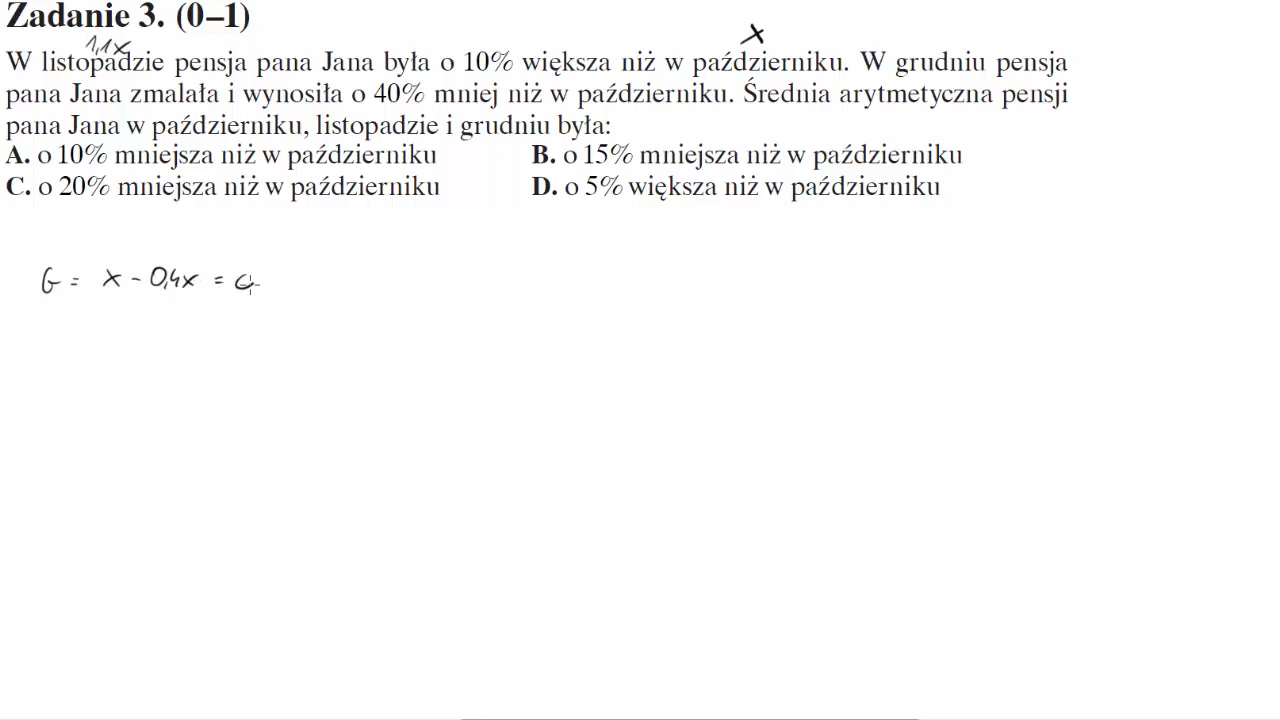 Zadanie 3. (0–1)
1,1x
x
W listopadzie pensja pana Jana była o 10% większa niż w październiku. W grudniu pensja
pana Jana zmalała i wynosiła o 40% mniej niż w październiku. Średnia arytmetyczna pensji
pana Jana w październiku, listopadzie i grudniu była:
A. o 10% mniejsza niż w październiku B. o 15% mniejsza niż w październiku
C. o 20% mniejsza niż w październiku D. o 5% większa niż w październiku
G = x - 0,4x =